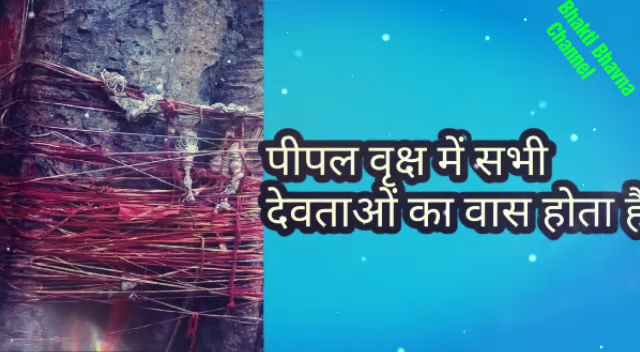 Bhakti Bhavna
Channel
पीपल वृक्ष में सभी
देवताओं का वास होता है